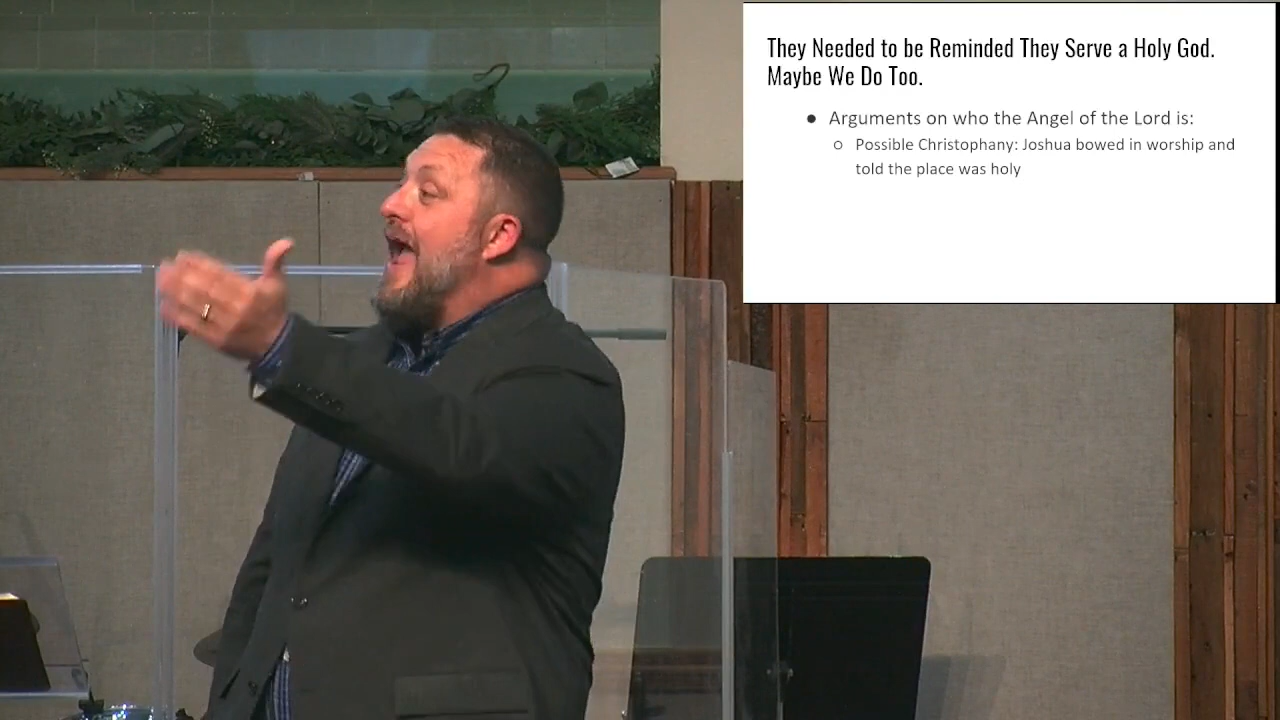 They Needed to be Reminded They Serve a Holy God.
Maybe We Do Too.
● Arguments on who the Angel of the Lord is:
○ Possible Christophany: Joshua bowed in worship and
told the place was holy